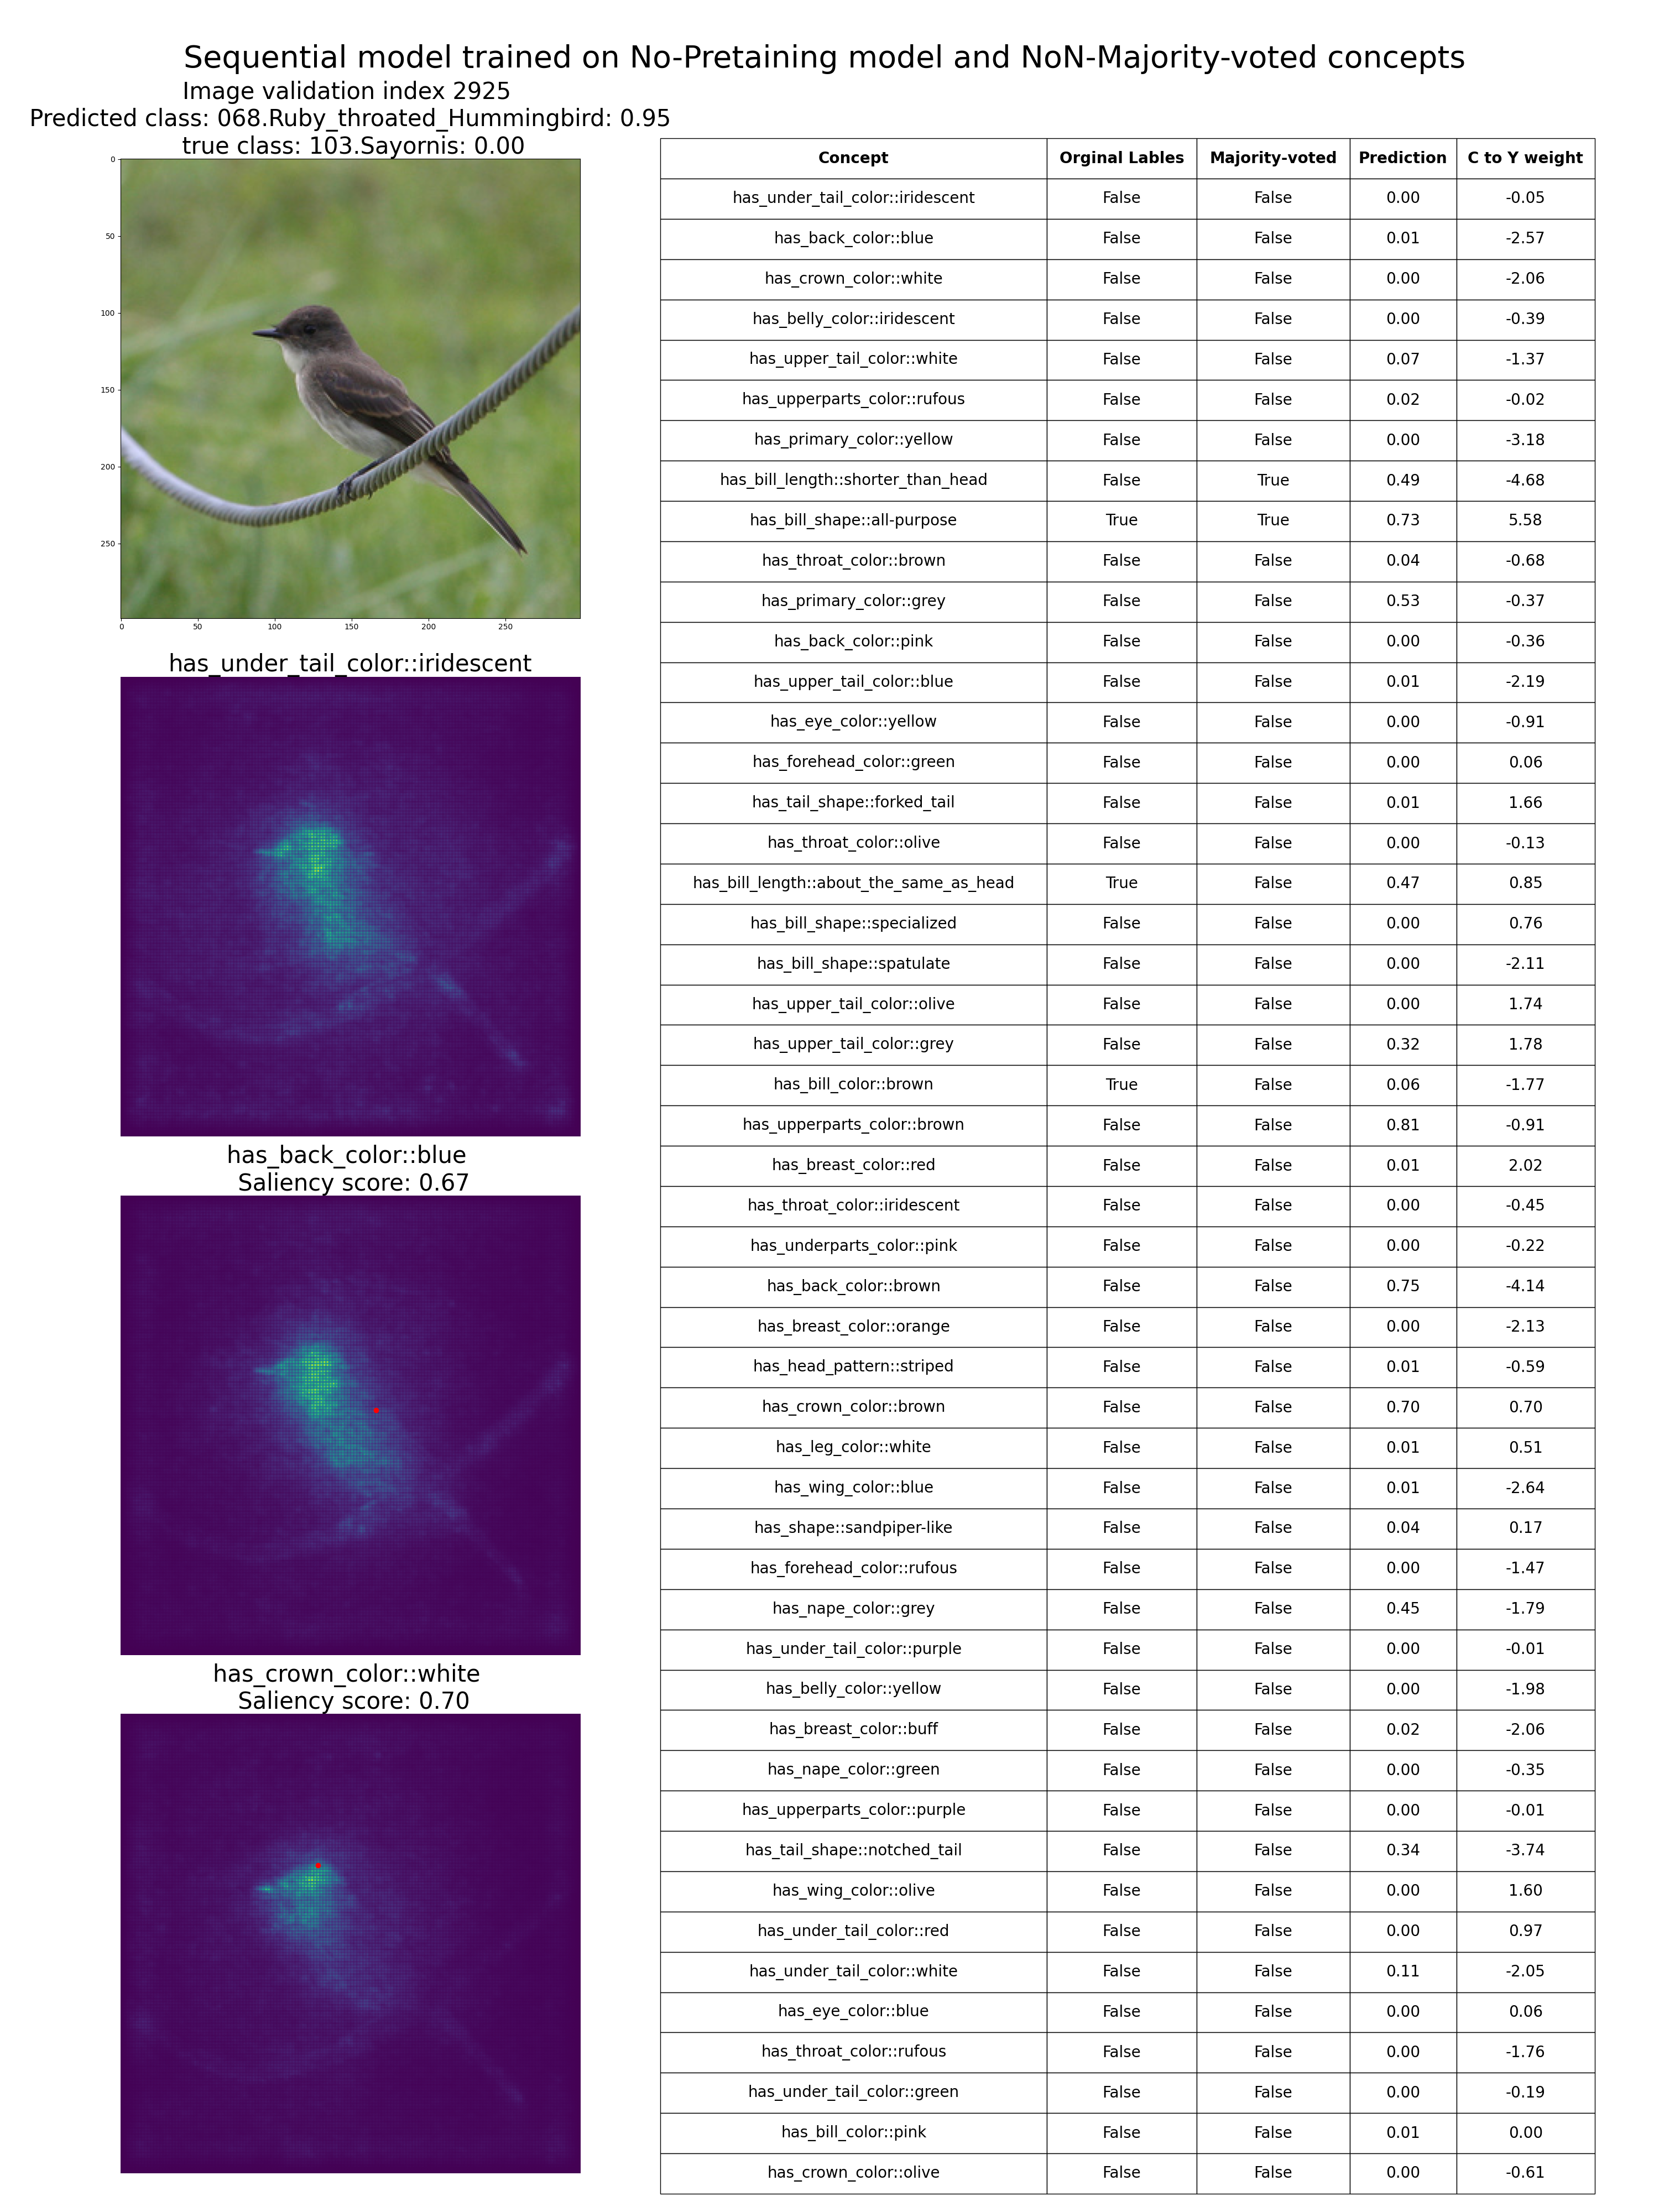 Sequential model trained on No-Pretaining model and NoN-Majority-voted concepts
Image validation index 2925
Predicted class: 068.Ruby_throated_Hummingbird: 0.95
true class: 103.Sayornis: 0.00
0
50
100
150
200
250
0 50 100 150 200 250
has_under_tail_color::iridescent
has_back_color::blue
Saliency score: 0.67
has_crown_color::white
Saliency score: 0.70
Concept Orginal Lables Majority-voted Prediction C to Y weight
has_under_tail_color::iridescent False False 0.00 -0.05
has_back_color::blue False False 0.01 -2.57
has_crown_color::white False False 0.00 -2.06
has_belly_color::iridescent False False 0.00 -0.39
has_upper_tail_color::white False False 0.07 -1.37
has_upperparts_color::rufous False False 0.02 -0.02
has_primary_color::yellow False False 0.00 -3.18
has_bill_length::shorter_than_head False True 0.49 -4.68
has_bill_shape::all-purpose True True 0.73 5.58
has_throat_color::brown False False 0.04 -0.68
has_primary_color::grey False False 0.53 -0.37
has_back_color::pink False False 0.00 -0.36
has_upper_tail_color::blue False False 0.01 -2.19
has_eye_color::yellow False False 0.00 -0.91
has_forehead_color::green False False 0.00 0.06
has_tail_shape::forked_tail False False 0.01 1.66
has_throat_color::olive False False 0.00 -0.13
has_bill_length::about_the_same_as_head True False 0.47 0.85
has_bill_shape::specialized False False 0.00 0.76
has_bill_shape::spatulate False False 0.00 -2.11
has_upper_tail_color::olive False False 0.00 1.74
has_upper_tail_color::grey False False 0.32 1.78
has_bill_color::brown True False 0.06 -1.77
has_upperparts_color::brown False False 0.81 -0.91
has_breast_color::red False False 0.01 2.02
has_throat_color::iridescent False False 0.00 -0.45
has_underparts_color::pink False False 0.00 -0.22
has_back_color::brown False False 0.75 -4.14
has_breast_color::orange False False 0.00 -2.13
has_head_pattern::striped False False 0.01 -0.59
has_crown_color::brown False False 0.70 0.70
has_leg_color::white False False 0.01 0.51
has_wing_color::blue False False 0.01 -2.64
has_shape::sandpiper-like False False 0.04 0.17
has_forehead_color::rufous False False 0.00 -1.47
has_nape_color::grey False False 0.45 -1.79
has_under_tail_color::purple False False 0.00 -0.01
has_belly_color::yellow False False 0.00 -1.98
has_breast_color::buff False False 0.02 -2.06
has_nape_color::green False False 0.00 -0.35
has_upperparts_color::purple False False 0.00 -0.01
has_tail_shape::notched_tail False False 0.34 -3.74
has_wing_color::olive False False 0.00 1.60
has_under_tail_color::red False False 0.00 0.97
has_under_tail_color::white False False 0.11 -2.05
has_eye_color::blue False False 0.00 0.06
has_throat_color::rufous False False 0.00 -1.76
has_under_tail_color::green False False 0.00 -0.19
has_bill_color::pink False False 0.01 0.00
has_crown_color::olive False False 0.00 -0.61